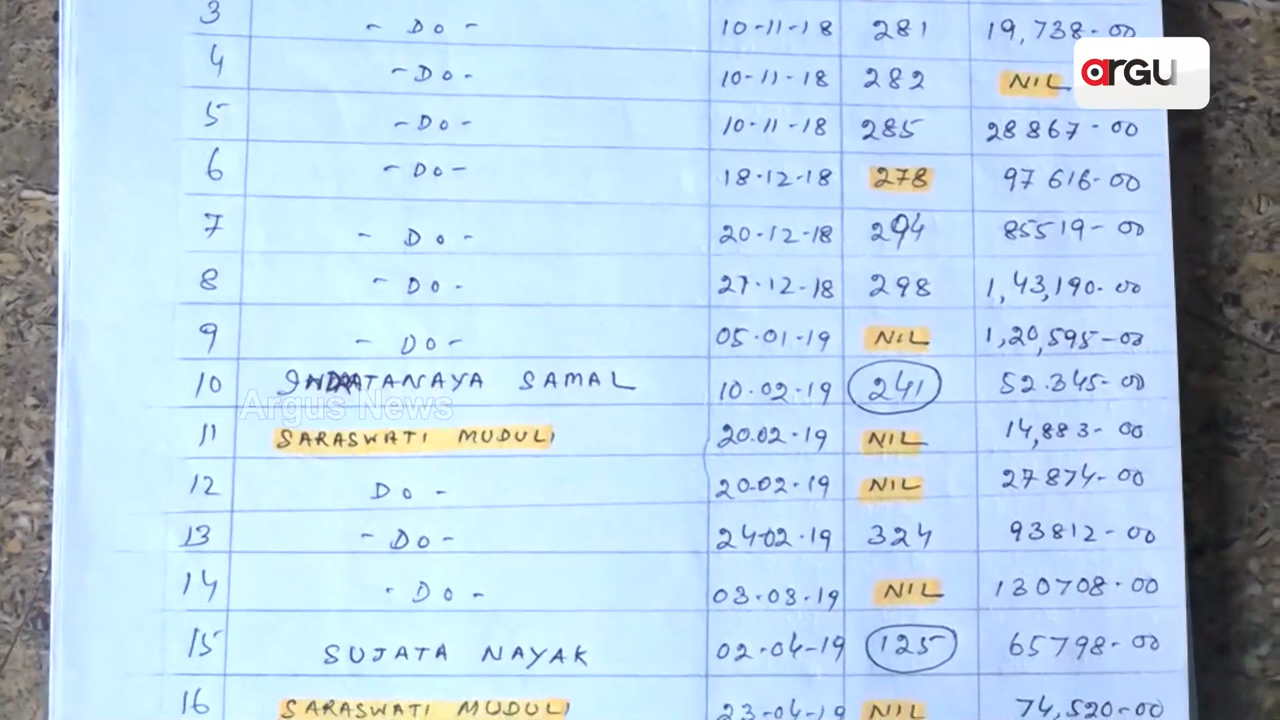 3 - Do - 10-11-18 281 19,738-00
4 - Do - 10-11-18 282 NIL
ARGU
5 - Do - 10-11-18 285 28867-00
6 - Do - 18-12-18 278 97616-00
7 - Do - 20-12-18 294 85519-00
8 - Do - 27-12-18 298 1,43,190-00
9 - Do - 05-01-19 NIL 1,20,595-00
10 INDRATANAYA SAMAL 10-02-19 241 52.345-00
Argus News
11 SARASWATI MUDULI 20.02-19 NIL 14,883-00
12 Do - 20.02-19 NIL 27874-00
13 - Do - 24-02-19 324 93812-00
14 - Do - 03-03-19 NIL 130708-00
15 SUJATA NAYAK 02-04-19 125 65798-00
16 SARASWATI MUDULI 23-04-19 NIL 74,520-00